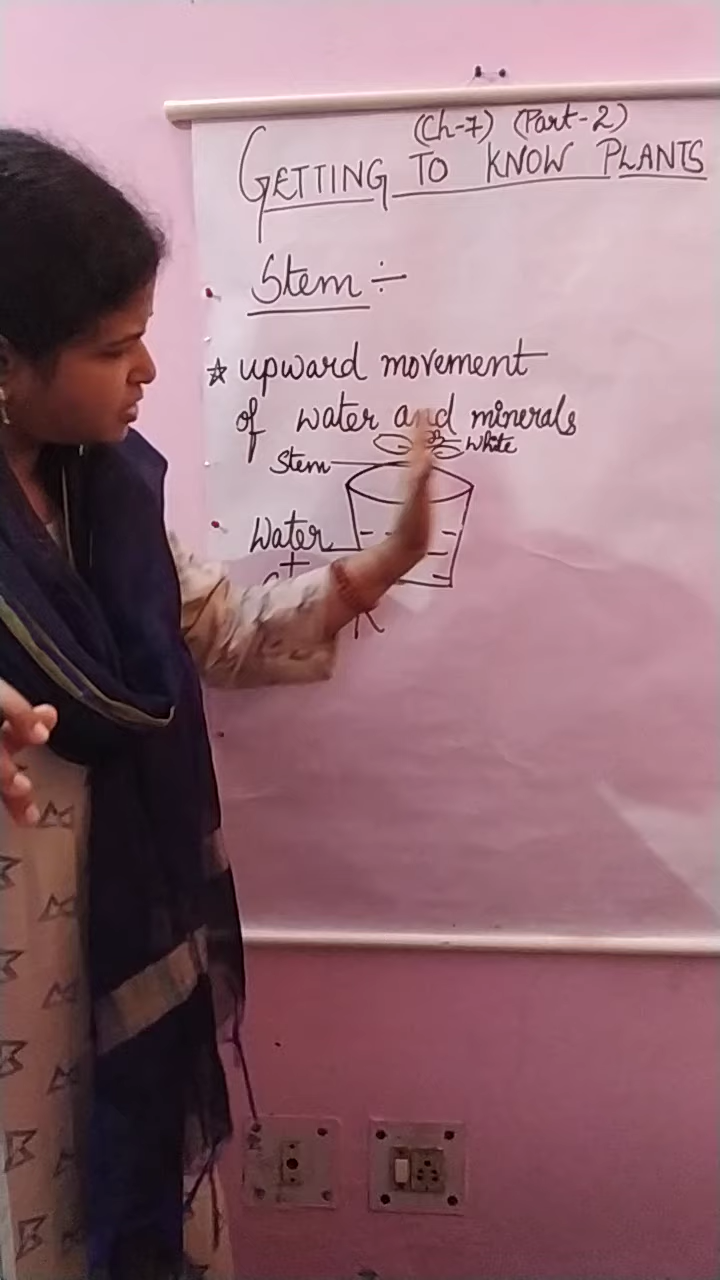 (Ch-7) (Part-2)
GETTING TO KNOW PLANTS
Stem ÷
☆ upward movement
of water and minerals
white
Stem
Water
+